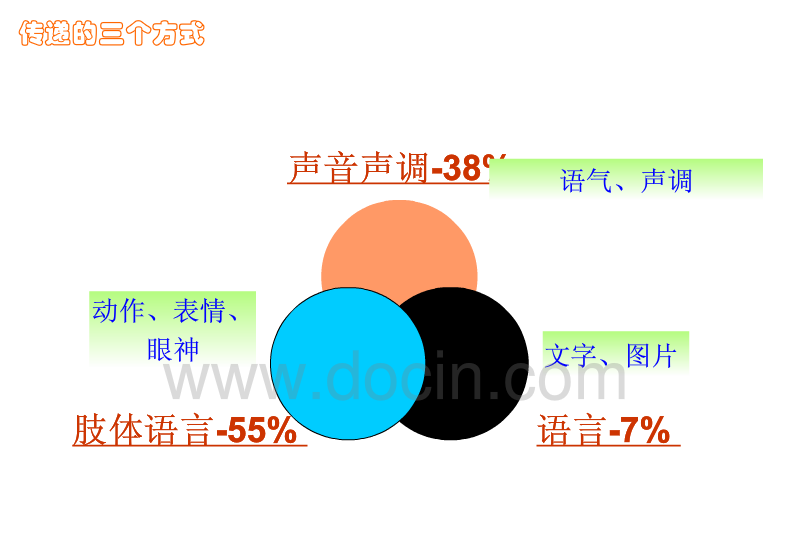 传递的三个方式
声音声调-38%
语气、声调
动作、表情、
眼神
文字、图片
www.docin.com
肢体语言-55%
语言-7%